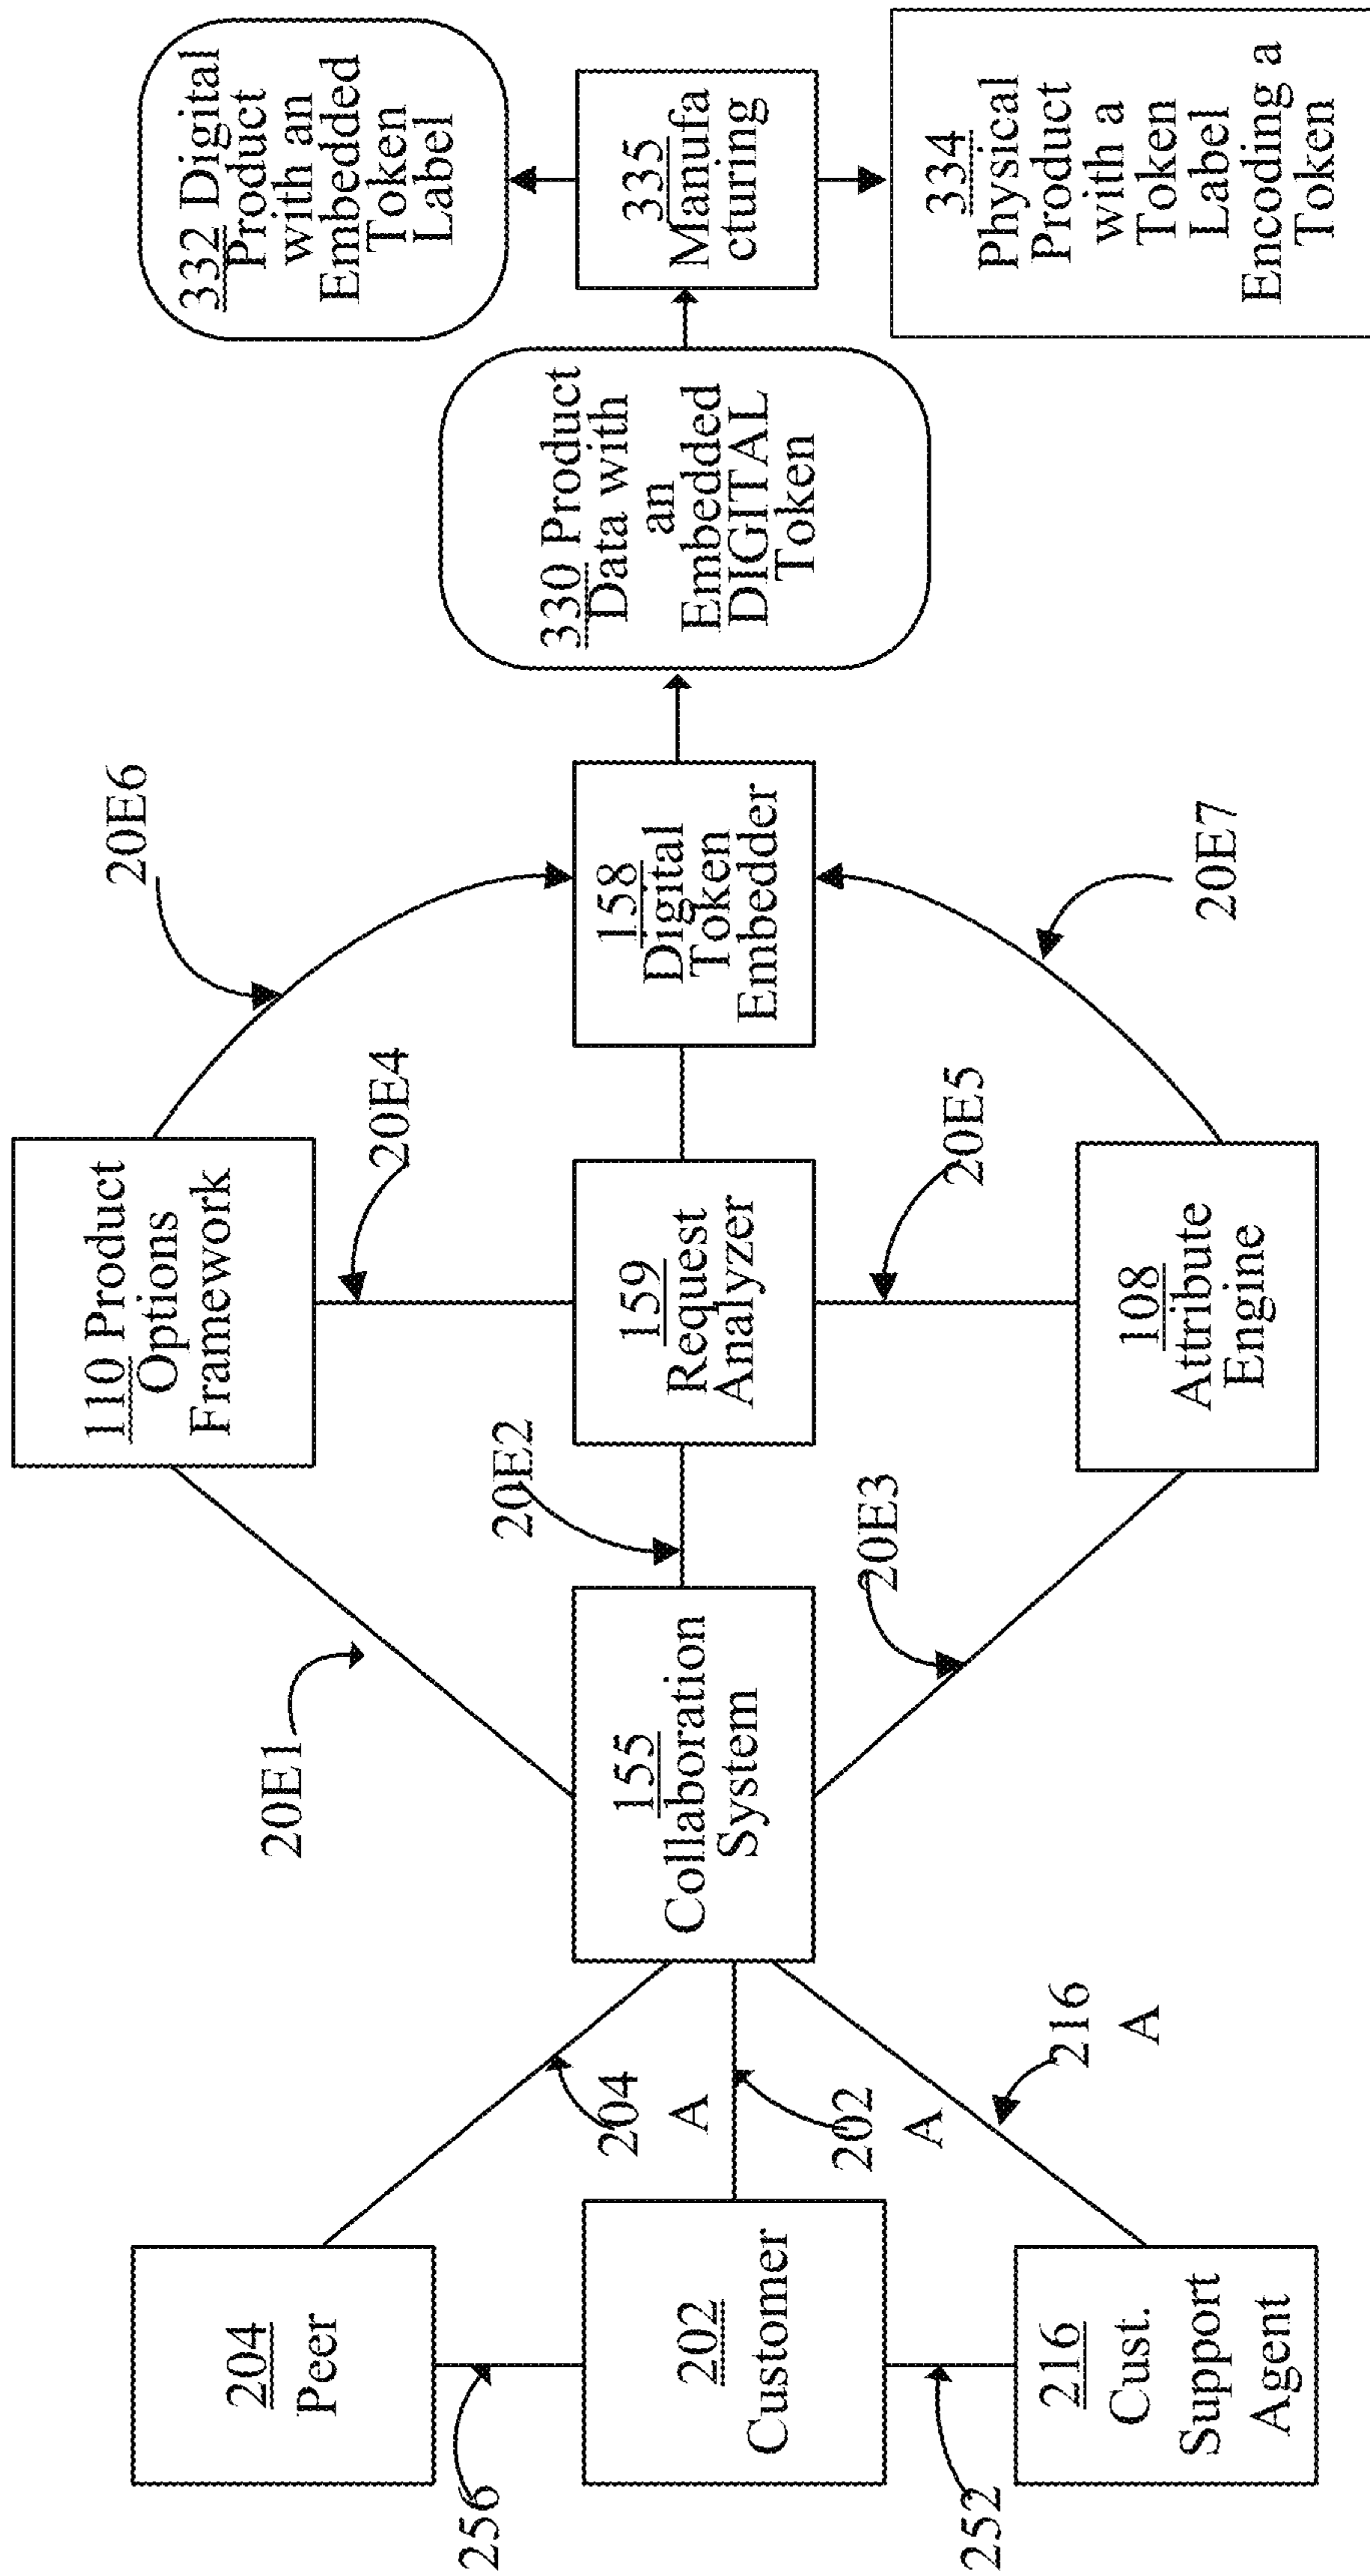 204
Peer
256
202
Customer
252
216
Cust.
Support
Agent
204
A
202
A
216
A
155
Collaboration
System
20E1
20E2
20E3
110 Product
Options
Framework
20E4
159
Request
Analyzer
20E5
108
Attribute
Engine
20E6
158
Digital
Token
Embedder
20E7
330 Product
Data with
an
Embedded
DIGITAL
Token
332 Digital
Product
with an
Embedded
Token
Label
335
Manufa
cturing
334
Physical
Product
with a
Token
Label
Encoding a
Token